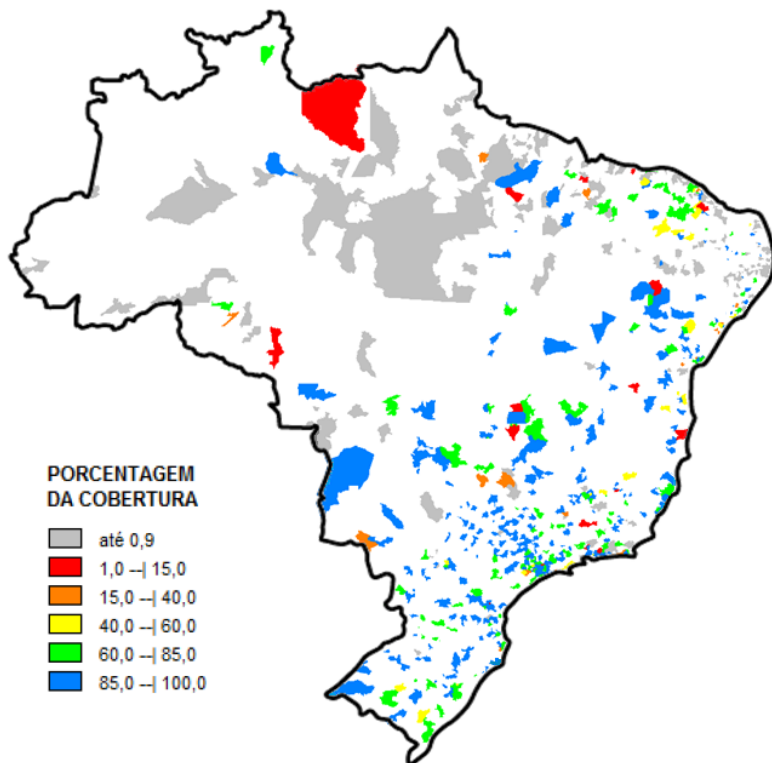 PORCENTAGEM
DA COBERTURA
até 0,9
1,0 --| 15,0
15,0 --| 40,0
40,0 --| 60,0
60,0 --| 85,0
85,0 --| 100,0